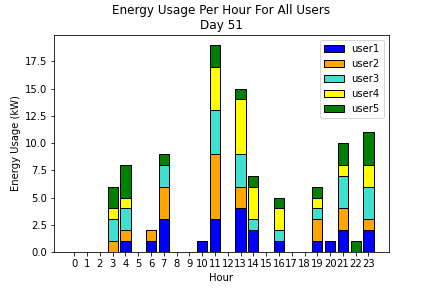 Energy Usage Per Hour For All Users
Day 51
user1
user2
user3
user4
user5
Energy Usage (kW)
17.5
15.0
12.5
10.0
7.5
5.0
2.5
0.0
0 1 2 3 4 5 6 7 8 9 10 11 12 13 14 15 16 17 18 19 20 21 22 23
Hour